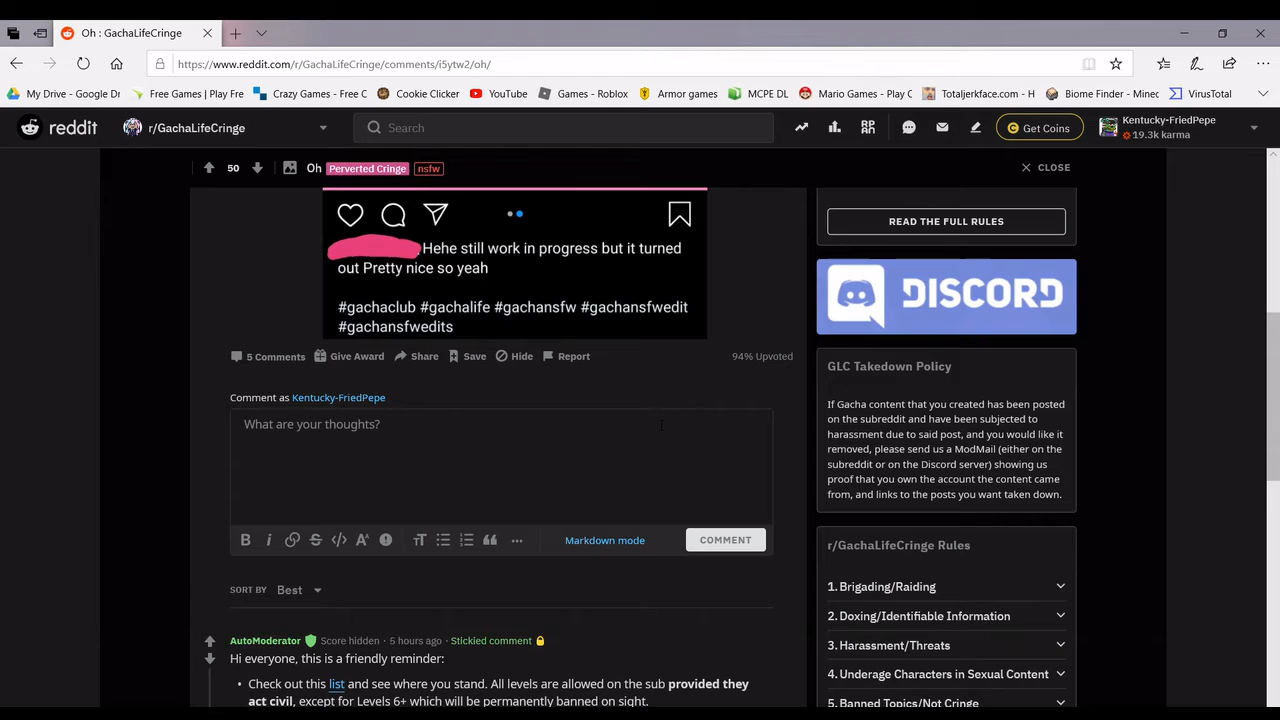 Oh : GachaLifeCringe
https://www.reddit.com/r/GachaLifeCringe/comments/i5ytw2/oh/
My Drive - Google Dr
Free Games | Play Fre
Crazy Games - Free C
Cookie Clicker
YouTube
Games - Roblox
Armor games
MCPE DL
Mario Games - Play C
Totaljerkface.com - H
Biome Finder - Minec
VirusTotal
reddit
r/GachaLifeCringe
Search
Get Coins
Kentucky-FriedPepe
19.3k karma
50
Oh Perverted Cringe nsfw
CLOSE
Hehe still work in progress but it turned
out Pretty nice so yeah
#gachaclub #gachalife #gachansfw #gachansfwedit
#gachansfwedits
5 Comments Give Award Share Save Hide Report
94% Upvoted
Comment as Kentucky-FriedPepe
What are your thoughts?
Markdown mode
COMMENT
SORT BY Best
AutoModerator Score hidden · 5 hours ago · Stickied comment
Hi everyone, this is a friendly reminder:
• Check out this list and see where you stand. All levels are allowed on the sub provided they
act civil, except for Levels 6+ which will be permanently banned on sight.
READ THE FULL RULES
DISCORD
GLC Takedown Policy
If Gacha content that you created has been posted
on the subreddit and have been subjected to
harassment due to said post, and you would like it
removed, please send us a ModMail (either on the
subreddit or on the Discord server) showing us
proof that you own the account the content came
from, and links to the posts you want taken down.
r/GachaLifeCringe Rules
1. Brigading/Raiding
2. Doxing/Identifiable Information
3. Harassment/Threats
4. Underage Characters in Sexual Content
5. Banned Topics/Not Cringe